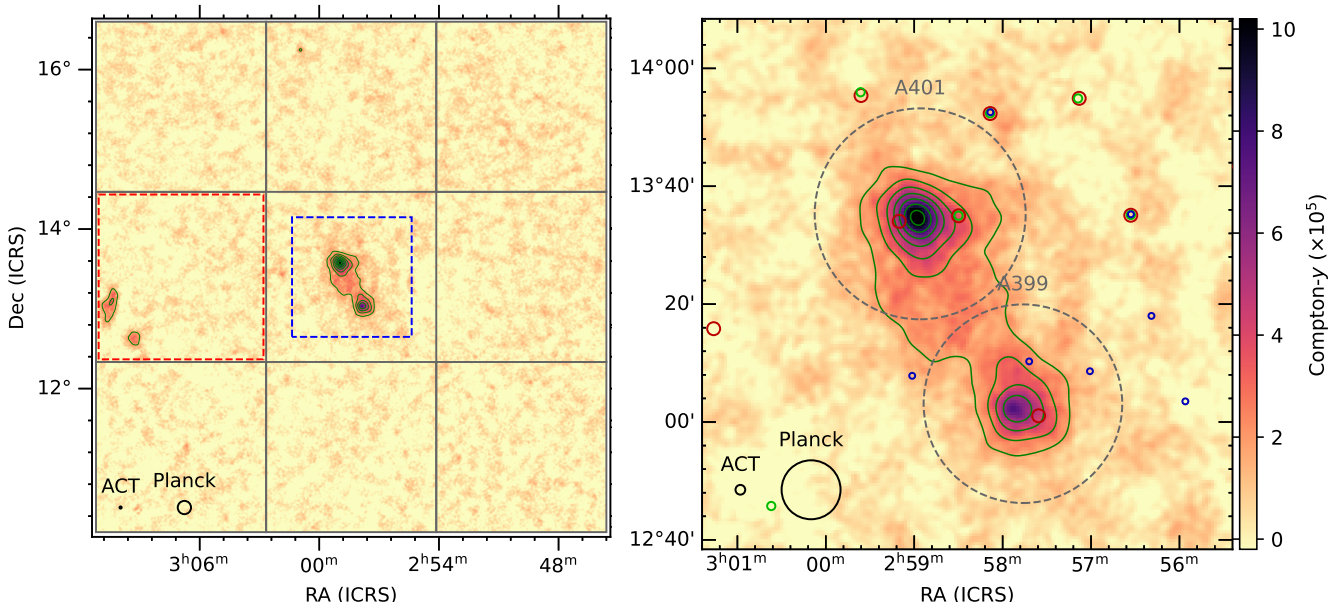 16°
14°
12°
Dec (ICRS)
ACT
Planck
3ʰ06ᵐ
00ᵐ
2ʰ54ᵐ
48ᵐ
RA (ICRS)
14°00'
13°40'
20'
00'
12°40'
A401
A399
Planck
ACT
3ʰ01ᵐ
00ᵐ
2ʰ59ᵐ
58ᵐ
57ᵐ
56ᵐ
RA (ICRS)
10
8
6
4
2
0
Compton-y (×10⁵)